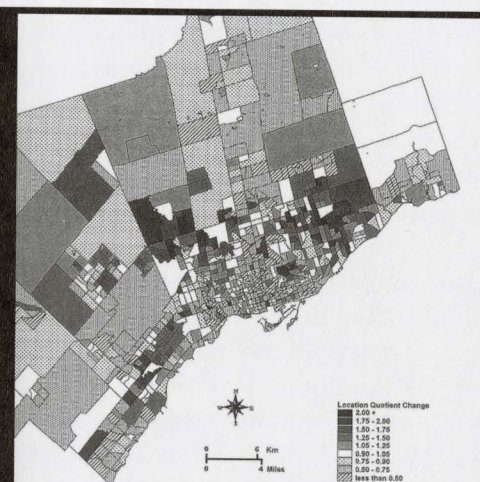 N
W E
S
0 6 Km
0 4 Miles
Location Quotient Change
2.00 +
1.75 - 2.00
1.50 - 1.75
1.25 - 1.50
1.05 - 1.25
0.90 - 1.05
0.75 - 0.90
0.50 - 0.75
less than 0.50